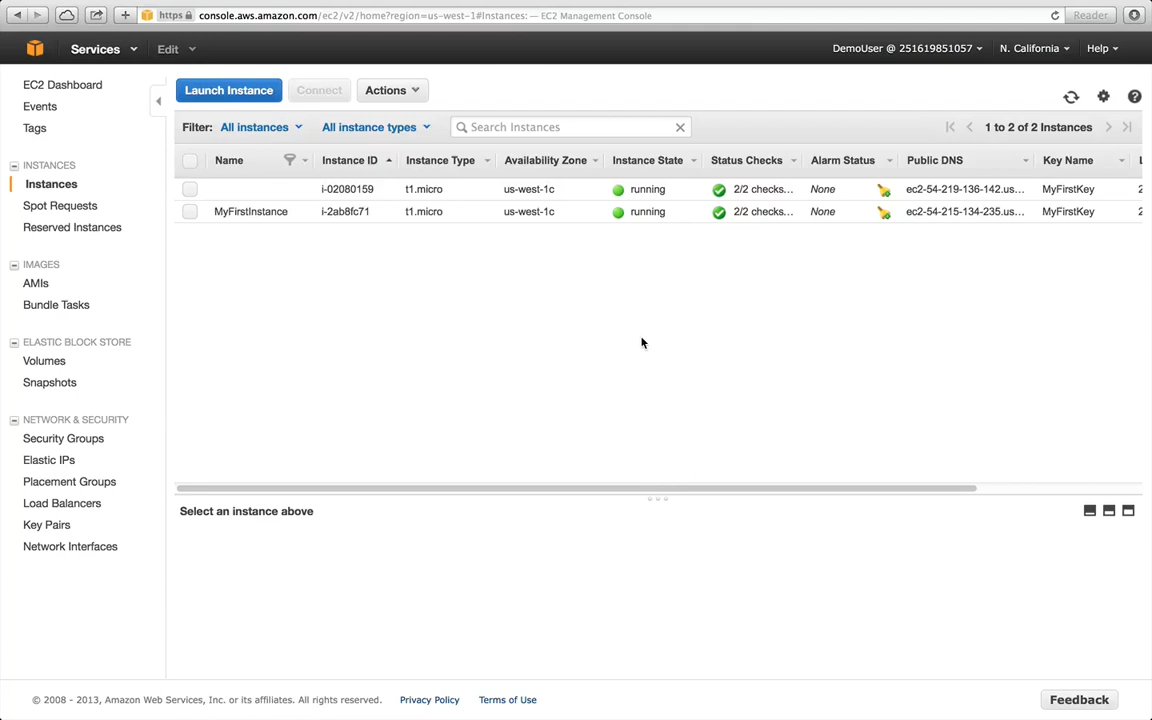 https console.aws.amazon.com/ec2/v2/home?region=us-west-1#Instances: — EC2 Management Console Reader
Services Edit DemoUser @ 251619851057 N. California Help
EC2 Dashboard
Events
Tags
INSTANCES
Instances
Spot Requests
Reserved Instances
IMAGES
AMIs
Bundle Tasks
ELASTIC BLOCK STORE
Volumes
Snapshots
NETWORK & SECURITY
Security Groups
Elastic IPs
Placement Groups
Load Balancers
Key Pairs
Network Interfaces
Launch Instance Connect Actions
Filter: All instances All instance types Search Instances 1 to 2 of 2 Instances
Name Instance ID Instance Type Availability Zone Instance State Status Checks Alarm Status Public DNS Key Name L
i-02080159 t1.micro us-west-1c running 2/2 checks... None ec2-54-219-136-142.us... MyFirstKey 2
MyFirstInstance i-2ab8fc71 t1.micro us-west-1c running 2/2 checks... None ec2-54-215-134-235.us... MyFirstKey 2
Select an instance above
© 2008 - 2013, Amazon Web Services, Inc. or its affiliates. All rights reserved. Privacy Policy Terms of Use Feedback